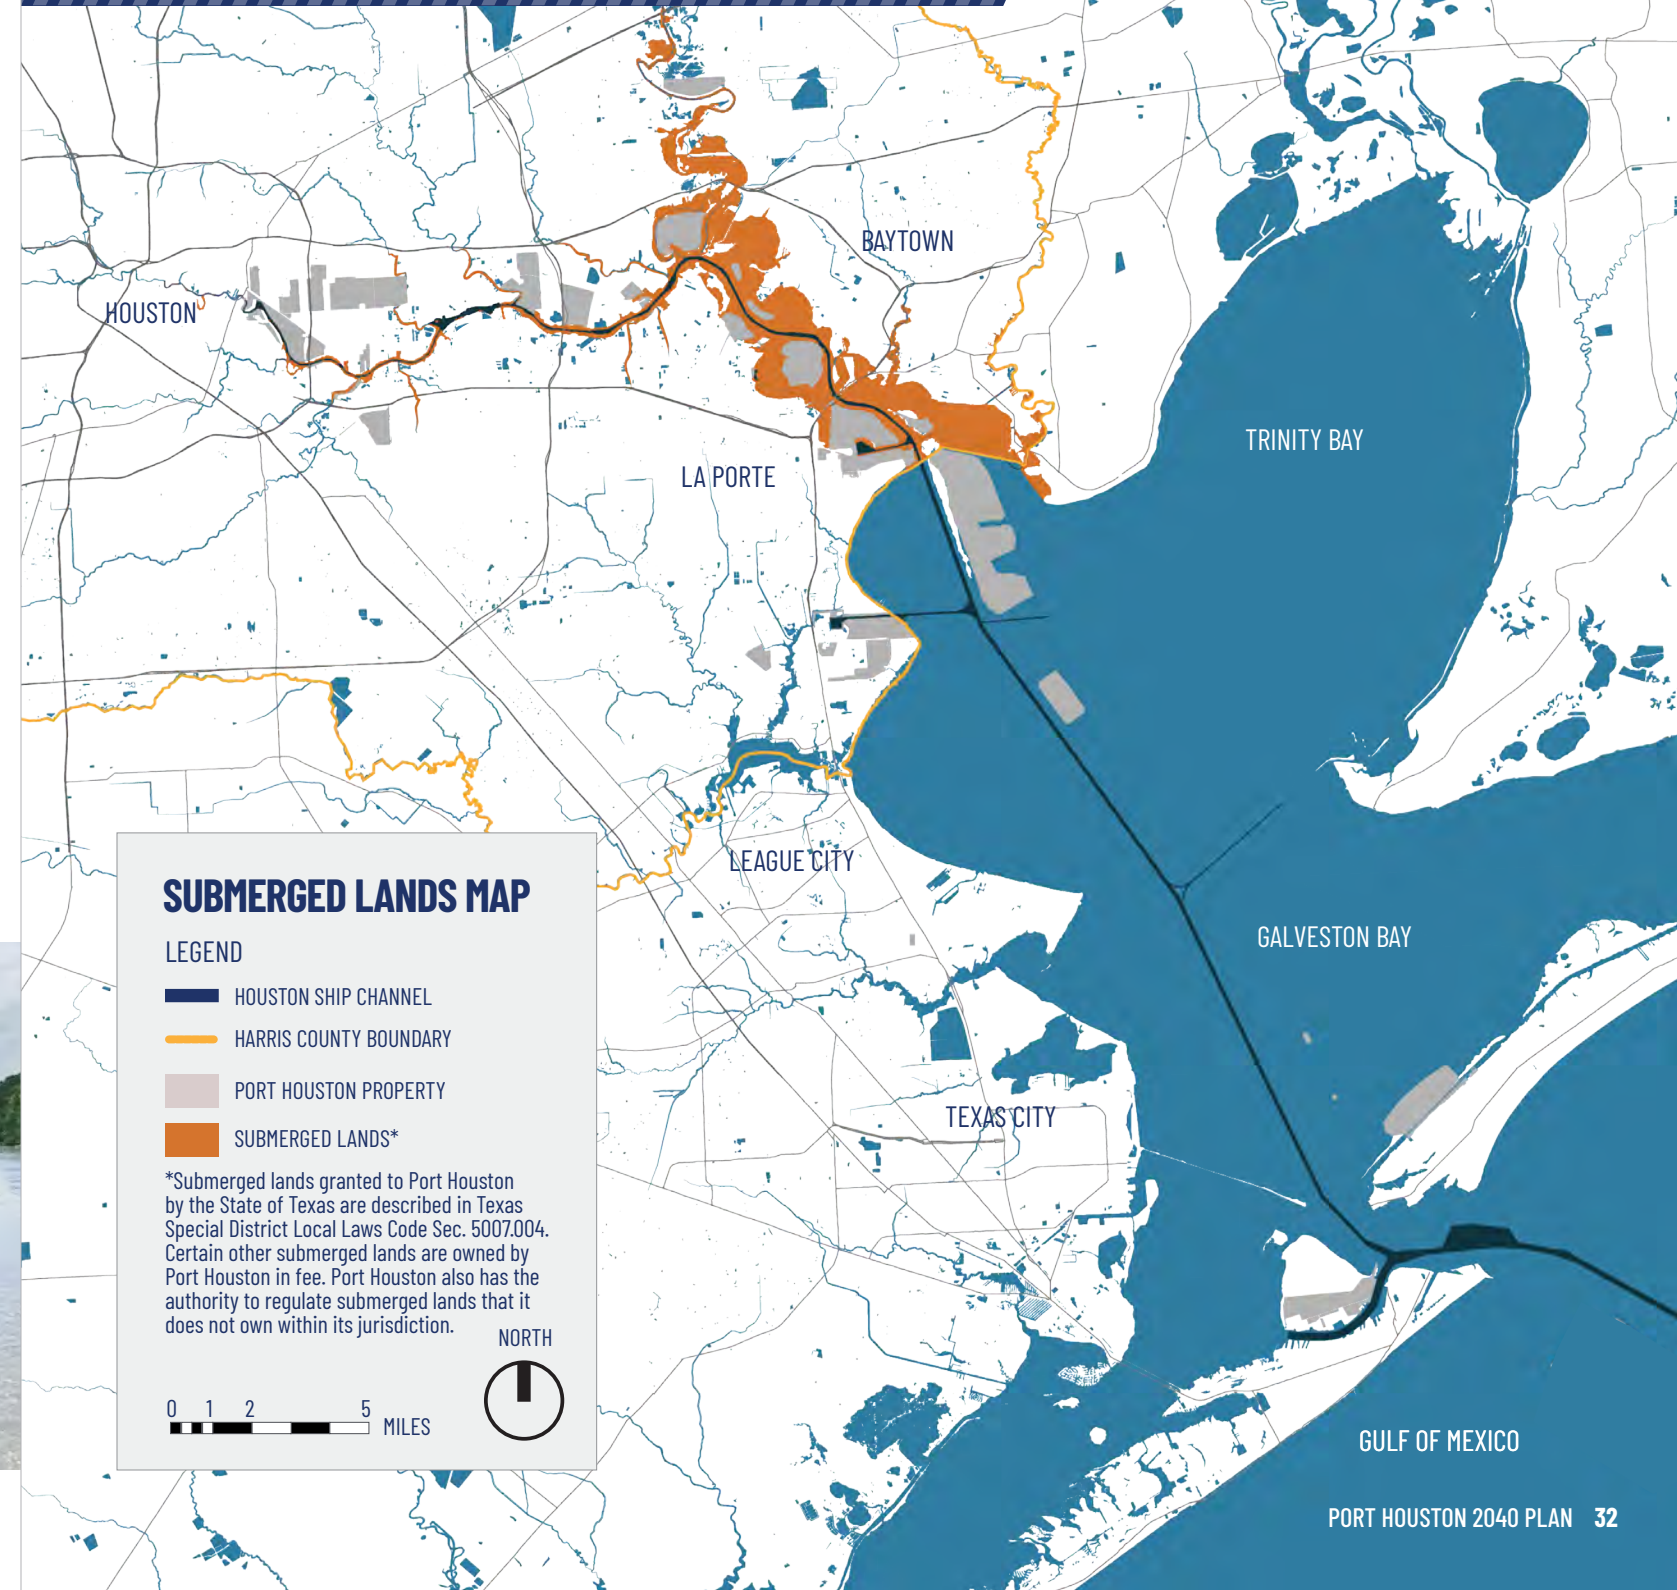 BAYTOWN
HOUSTON
TRINITY BAY
LA PORTE
LEAGUE CITY
GALVESTON BAY
TEXAS CITY
GULF OF MEXICO
SUBMERGED LANDS MAP
LEGEND
HOUSTON SHIP CHANNEL
HARRIS COUNTY BOUNDARY
PORT HOUSTON PROPERTY
SUBMERGED LANDS*
*Submerged lands granted to Port Houston
by the State of Texas are described in Texas
Special District Local Laws Code Sec. 5007.004.
Certain other submerged lands are owned by
Port Houston in fee. Port Houston also has the
authority to regulate submerged lands that it
does not own within its jurisdiction.
NORTH
0 1 2 5
MILES
PORT HOUSTON 2040 PLAN 32